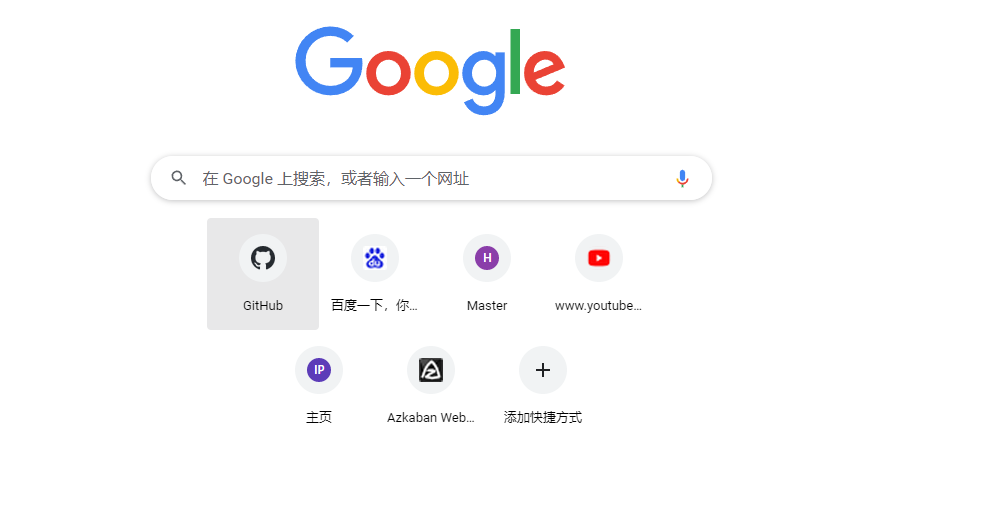 Google
在 Google 上搜索，或者输入一个网址
GitHub
du
百度一下，你...
H
Master
www.youtube...
IP
主页
Azkaban Web...
添加快捷方式